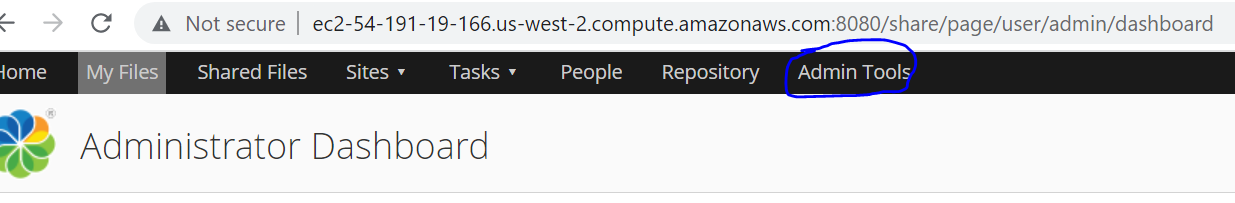 Not secure | ec2-54-191-19-166.us-west-2.compute.amazonaws.com:8080/share/page/user/admin/dashboard
Home My Files Shared Files Sites ▾ Tasks ▾ People Repository Admin Tools
Administrator Dashboard ®